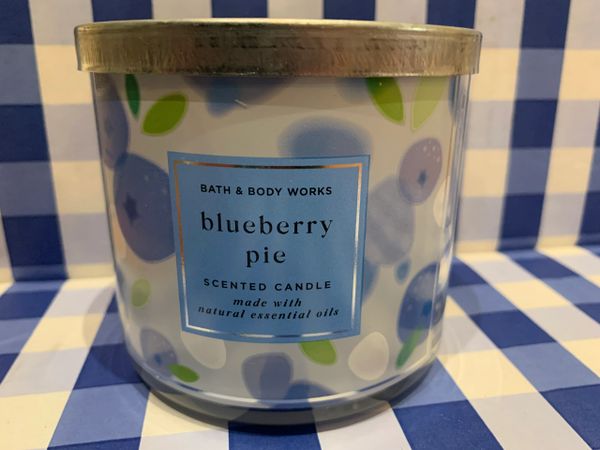 BATH & BODY WORKS
blueberry
pie
SCENTED CANDLE
made with
natural essential oils